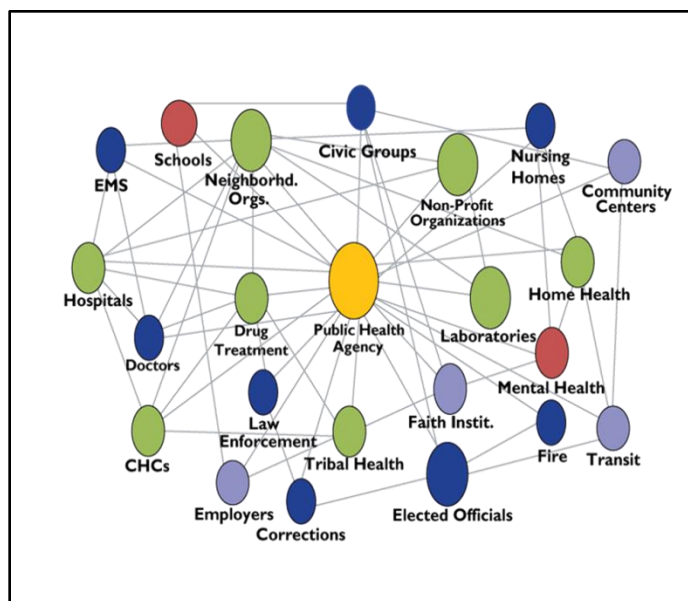 Schools
Civic Groups
EMS
Neighborhd.
Orgs.
Nursing
Homes
Community
Centers
Non-Profit
Organizations
Hospitals
Home Health
Drug
Treatment
Public Health
Agency
Laboratories
Doctors
Mental Health
Law
Enforcement
Faith Instit.
CHCs
Tribal Health
Fire
Transit
Employers
Corrections
Elected Officials